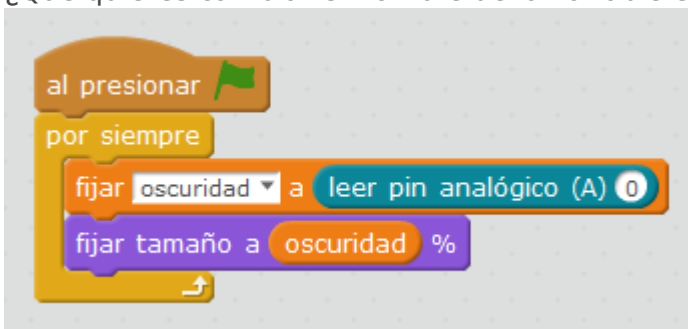 al presionar
por siempre
fijar oscuridad a leer pin analógico (A) 0
fijar tamaño a oscuridad %